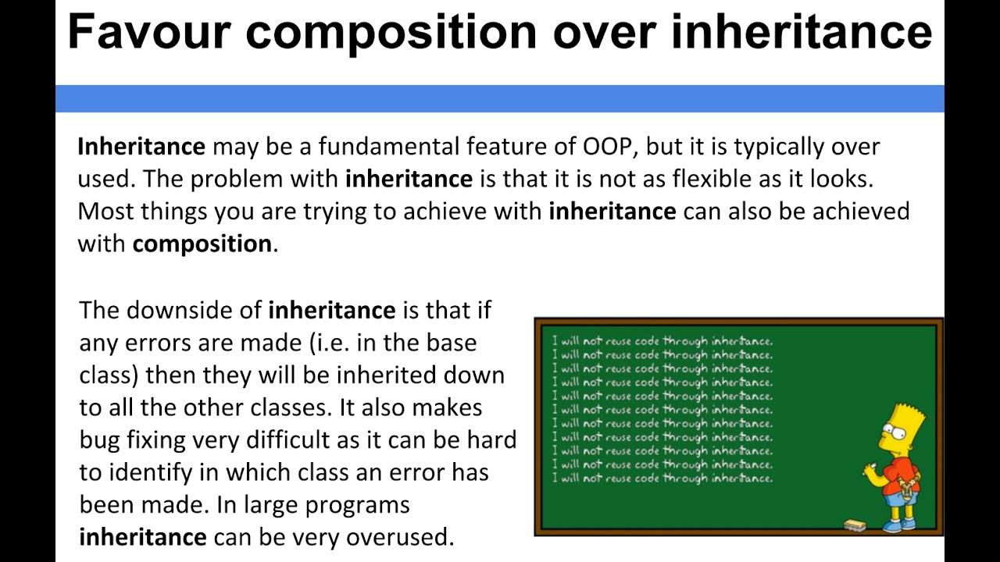 Favour composition over inheritance
Inheritance may be a fundamental feature of OOP, but it is typically over
used. The problem with inheritance is that it is not as flexible as it looks.
Most things you are trying to achieve with inheritance can also be achieved
with composition.
The downside of inheritance is that if
any errors are made (i.e. in the base
class) then they will be inherited down
to all the other classes. It also makes
bug fixing very difficult as it can be hard
to identify in which class an error has
been made. In large programs
inheritance can be very overused.
I will not reuse code through inheritance.
I will not reuse code through inheritance.
I will not reuse code through inheritance.
I will not reuse code through inheritance.
I will not reuse code through inheritance.
I will not reuse code through inheritance.
I will not reuse code through inheritance.
I will not reuse code through inheritance.
I will not reuse code through inheritance.
I will not reuse code through inheritance.
I will not reuse code through inheritance.